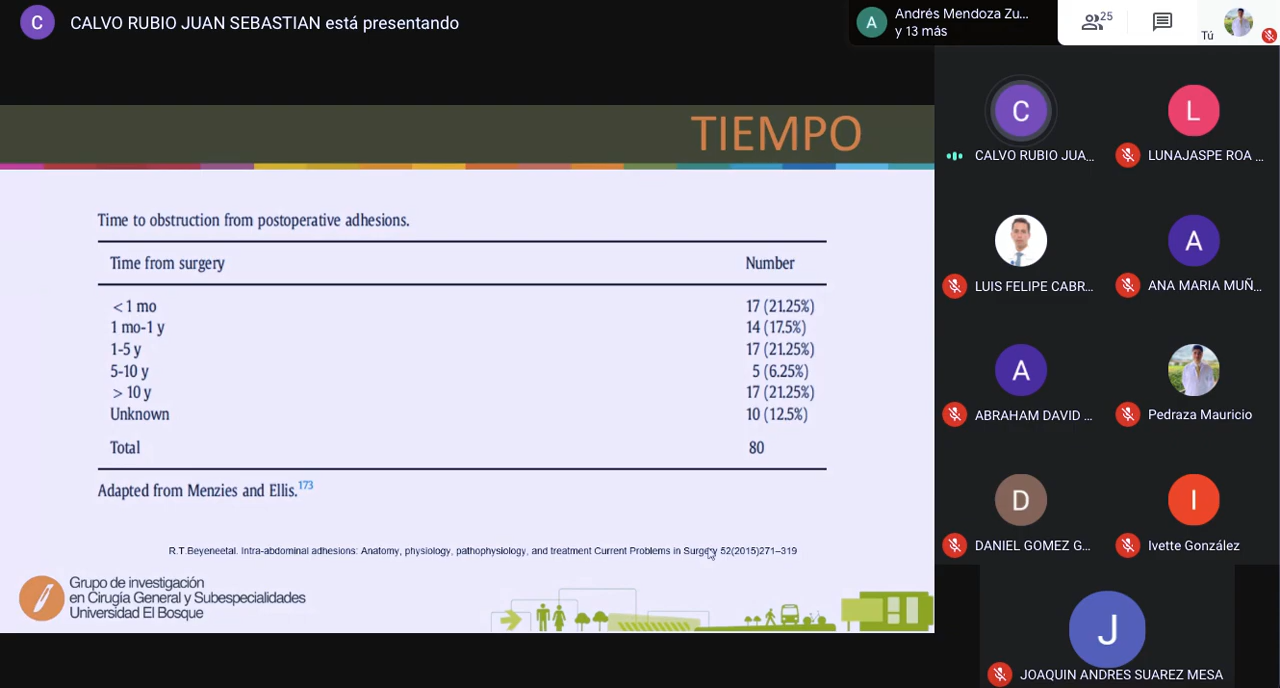 C CALVO RUBIO JUAN SEBASTIAN está presentando
A Andrés Mendoza Zu...
y 13 más
25
Tú
TIEMPO
Time to obstruction from postoperative adhesions.
Time from surgery Number
< 1 mo 17 (21.25%)
1 mo-1 y 14 (17.5%)
1-5 y 17 (21.25%)
5-10 y 5 (6.25%)
> 10 y 17 (21.25%)
Unknown 10 (12.5%)
Total 80
Adapted from Menzies and Ellis.173
R.T.Beyeneetal. Intra-abdominal adhesions: Anatomy, physiology, pathophysiology, and treatment Current Problems in Surgery 52(2015)271–319
Grupo de investigación
en Cirugía General y Subespecialidades
Universidad El Bosque
C
CALVO RUBIO JUA...
L
LUNAJASPE ROA ...
LUIS FELIPE CABR...
A
ANA MARIA MUÑ...
A
ABRAHAM DAVID ...
Pedraza Mauricio
D
DANIEL GOMEZ G...
I
Ivette González
J
JOAQUIN ANDRES SUAREZ MESA